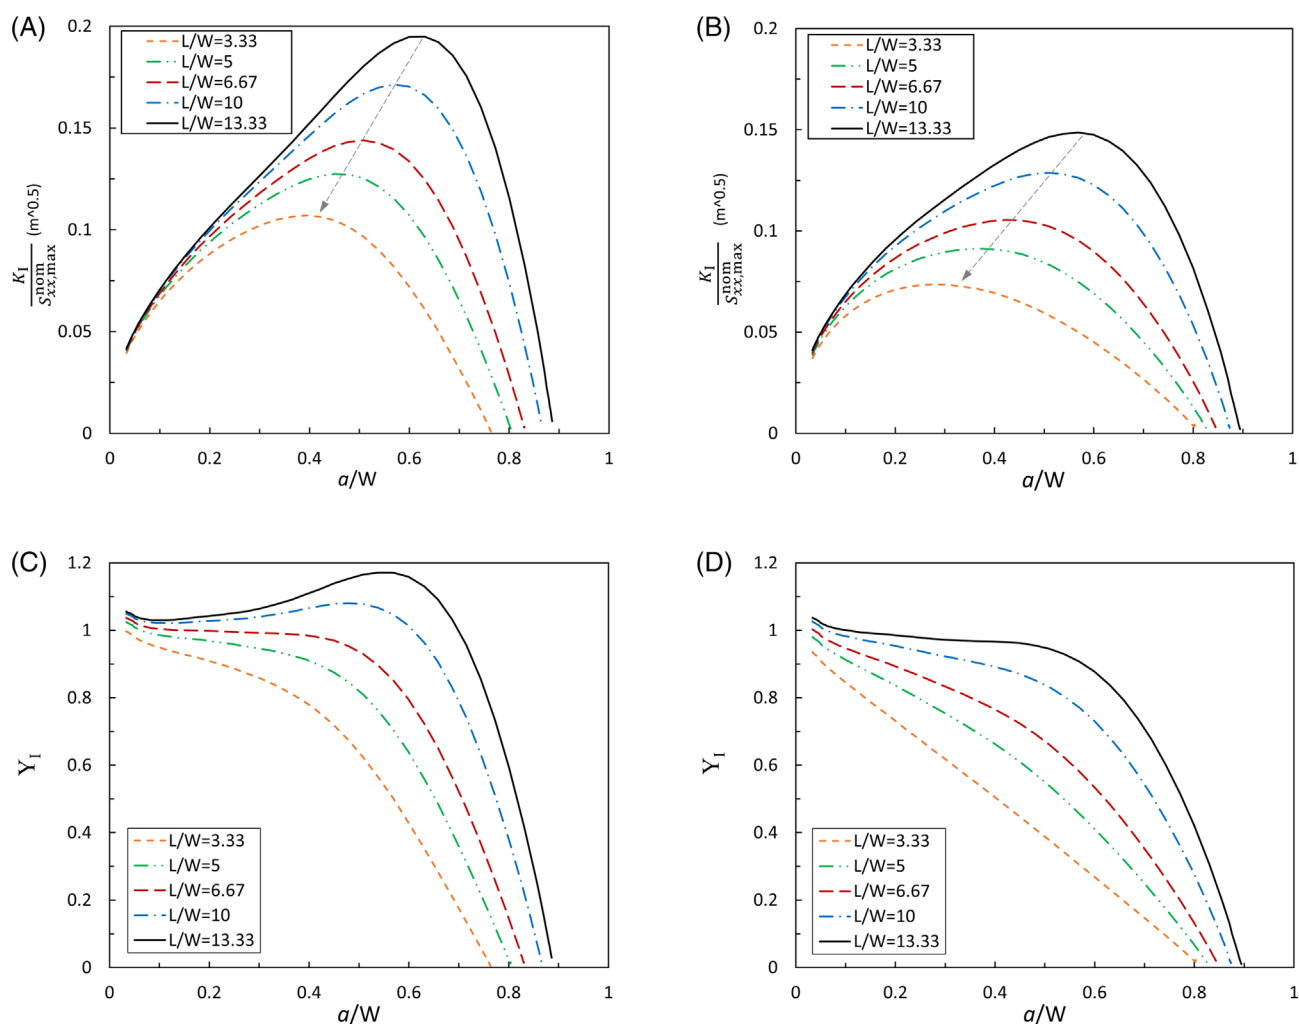 (A)
0.2
0.15
0.1
0.05
0
L/W=3.33
L/W=5
L/W=6.67
L/W=10
L/W=13.33
K_I / S_xx,max^nom (m^0.5)
0 0.2 0.4 0.6 0.8 1
a/W
(B)
0.2
0.15
0.1
0.05
0
L/W=3.33
L/W=5
L/W=6.67
L/W=10
L/W=13.33
K_I / S_xx,max^nom (m^0.5)
0 0.2 0.4 0.6 0.8 1
a/W
(C)
1.2
1
0.8
0.6
0.4
0.2
0
Y_I
L/W=3.33
L/W=5
L/W=6.67
L/W=10
L/W=13.33
0 0.2 0.4 0.6 0.8 1
a/W
(D)
1.2
1
0.8
0.6
0.4
0.2
0
Y_I
L/W=3.33
L/W=5
L/W=6.67
L/W=10
L/W=13.33
0 0.2 0.4 0.6 0.8 1
a/W